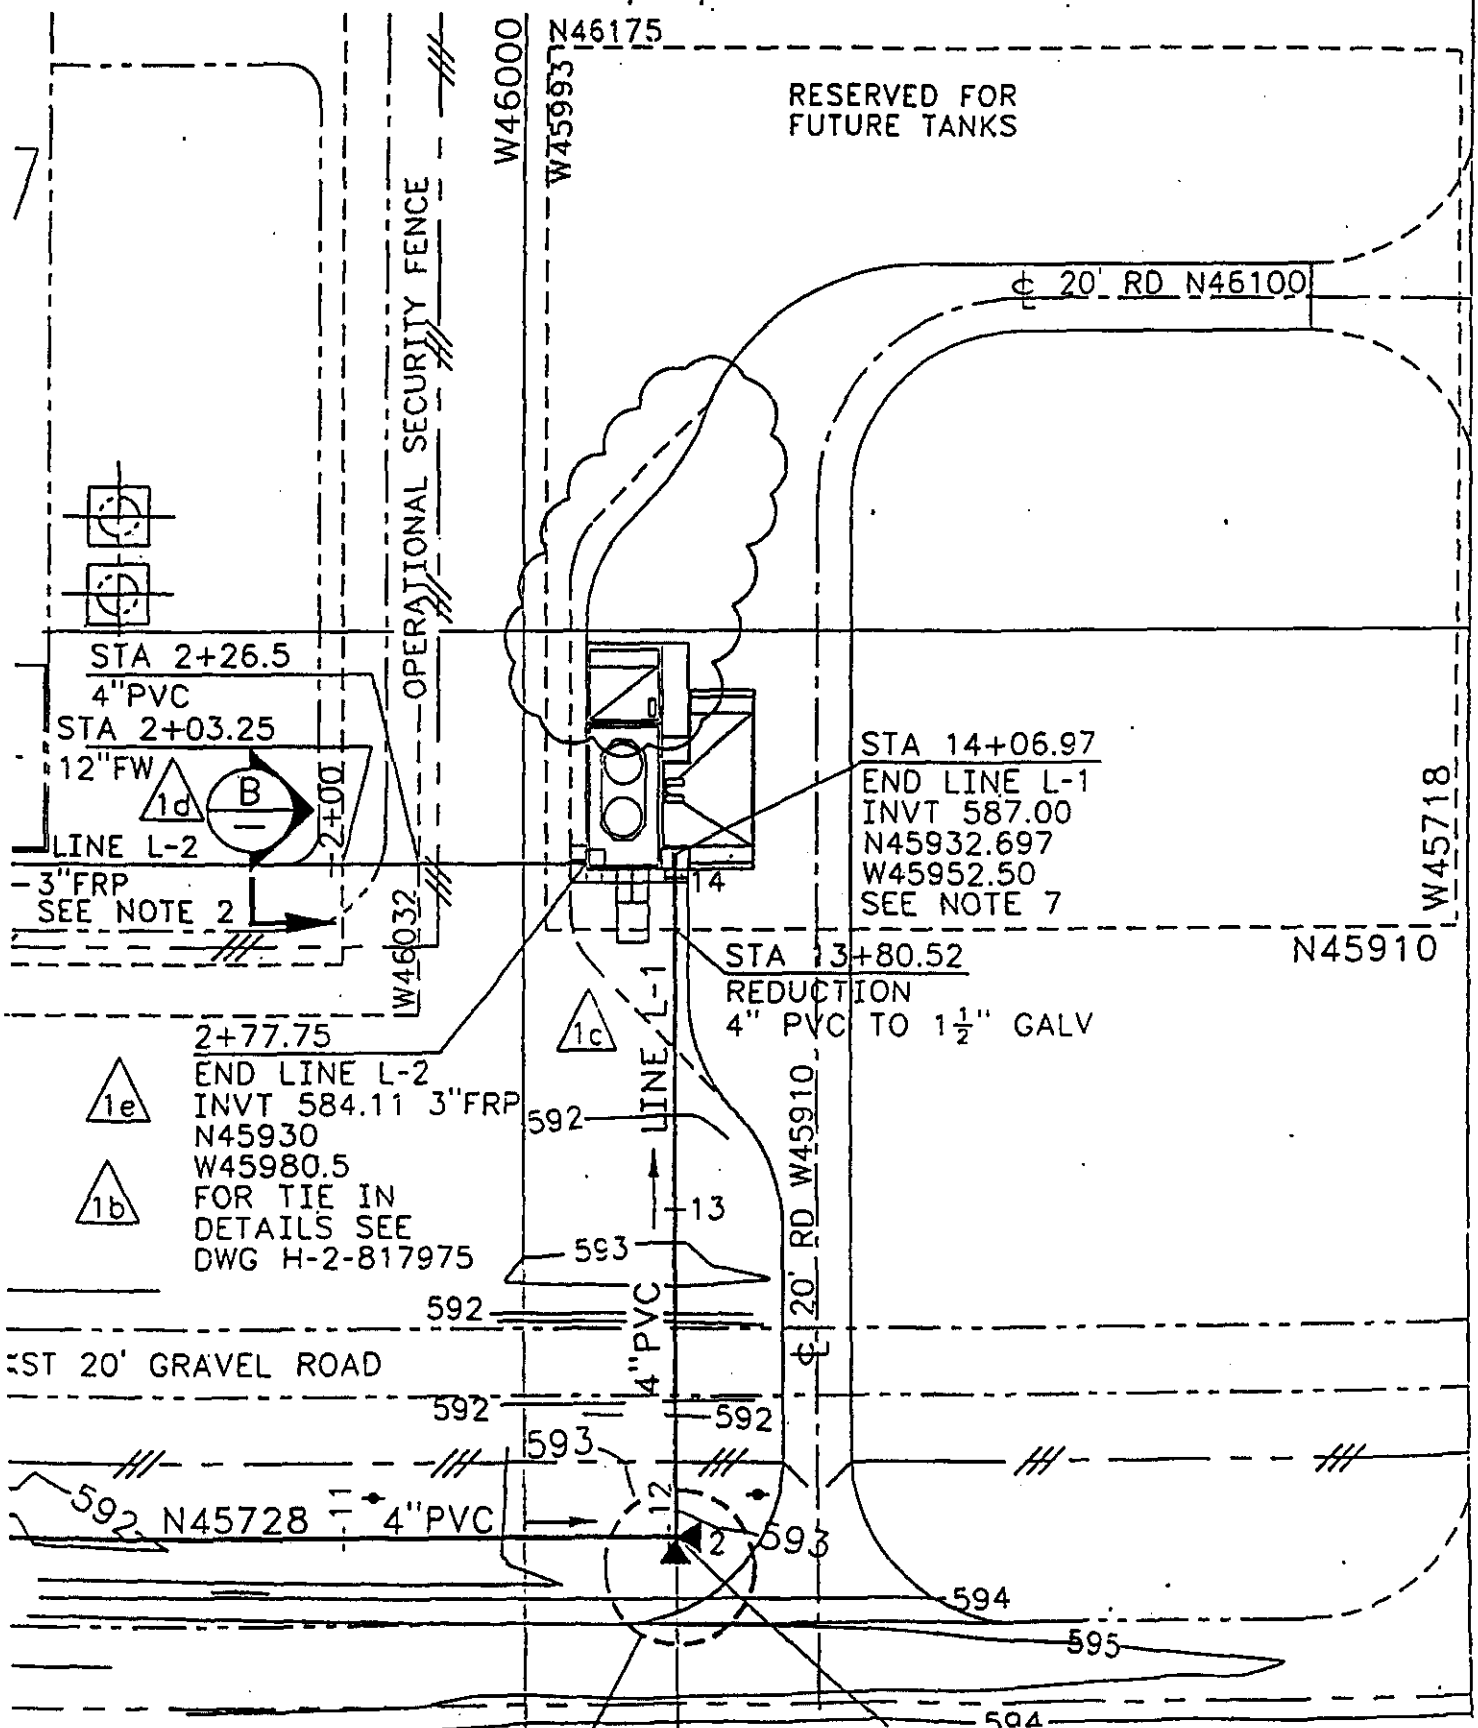 N46175
W46000
W45993
RESERVED FOR
FUTURE TANKS
7
OPERATIONAL SECURITY FENCE
℄ 20' RD N46100
STA 2+26.5
4"PVC
STA 2+03.25
12"FW
1d
B
2+00
LINE L-2
3"FRP
SEE NOTE 2
W46032
STA 14+06.97
END LINE L-1
INVT 587.00
N45932.697
W45952.50
SEE NOTE 7
W45718
14
N45910
STA 13+80.52
REDUCTION
4" PVC TO 1½" GALV
LINE L-1
1c
2+77.75
END LINE L-2
INVT 584.11 3"FRP
N45930
W45980.5
FOR TIE IN
DETAILS SEE
DWG H-2-817975
1e
1b
592
13
℄ 20' RD W45910
593
4"PVC
592
ST 20' GRAVEL ROAD
592
592
593
592
N45728
11
4"PVC
12
2
593
594
595
594